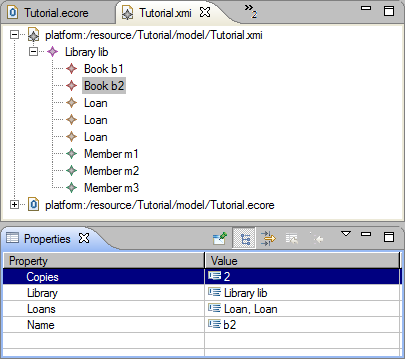 Tutorial.ecore Tutorial.xmi 2
platform:/resource/Tutorial/model/Tutorial.xmi
Library lib
Book b1
Book b2
Loan
Loan
Loan
Member m1
Member m2
Member m3
platform:/resource/Tutorial/model/Tutorial.ecore
Properties
Property Value
Copies 2
Library Library lib
Loans Loan, Loan
Name b2